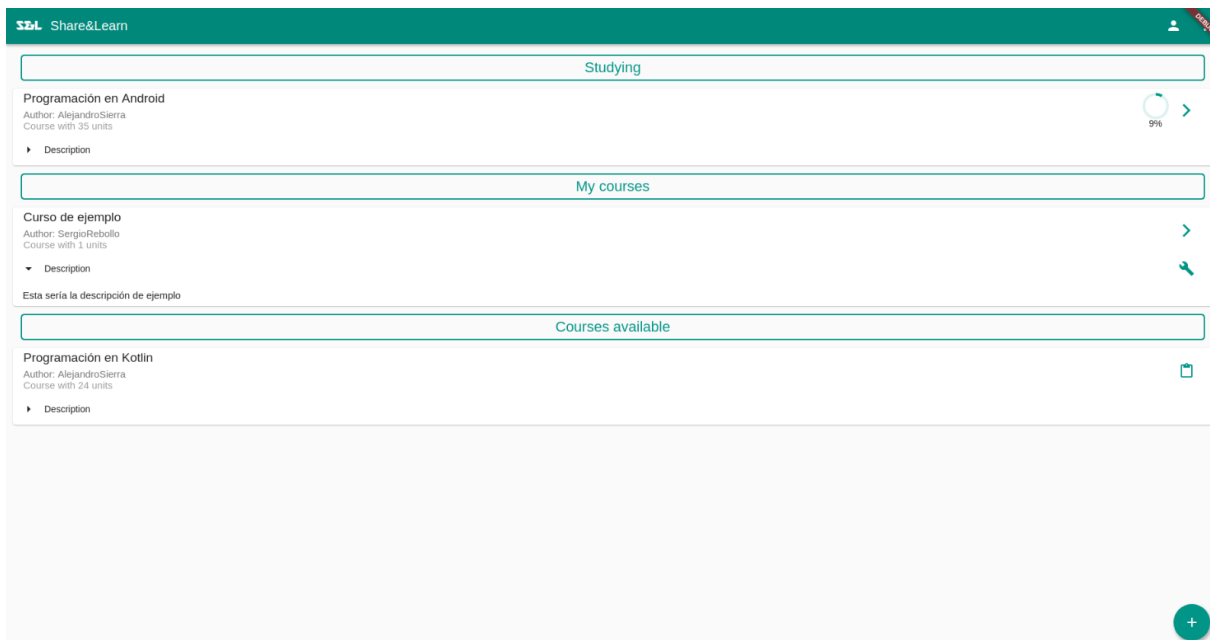 S&L Share&Learn
Studying
Programación en Android
Author: AlejandroSierra
Course with 35 units
9%
Description
My courses
Curso de ejemplo
Author: SergioRebollo
Course with 1 units
Description
Esta sería la descripción de ejemplo
Courses available
Programación en Kotlin
Author: AlejandroSierra
Course with 24 units
Description